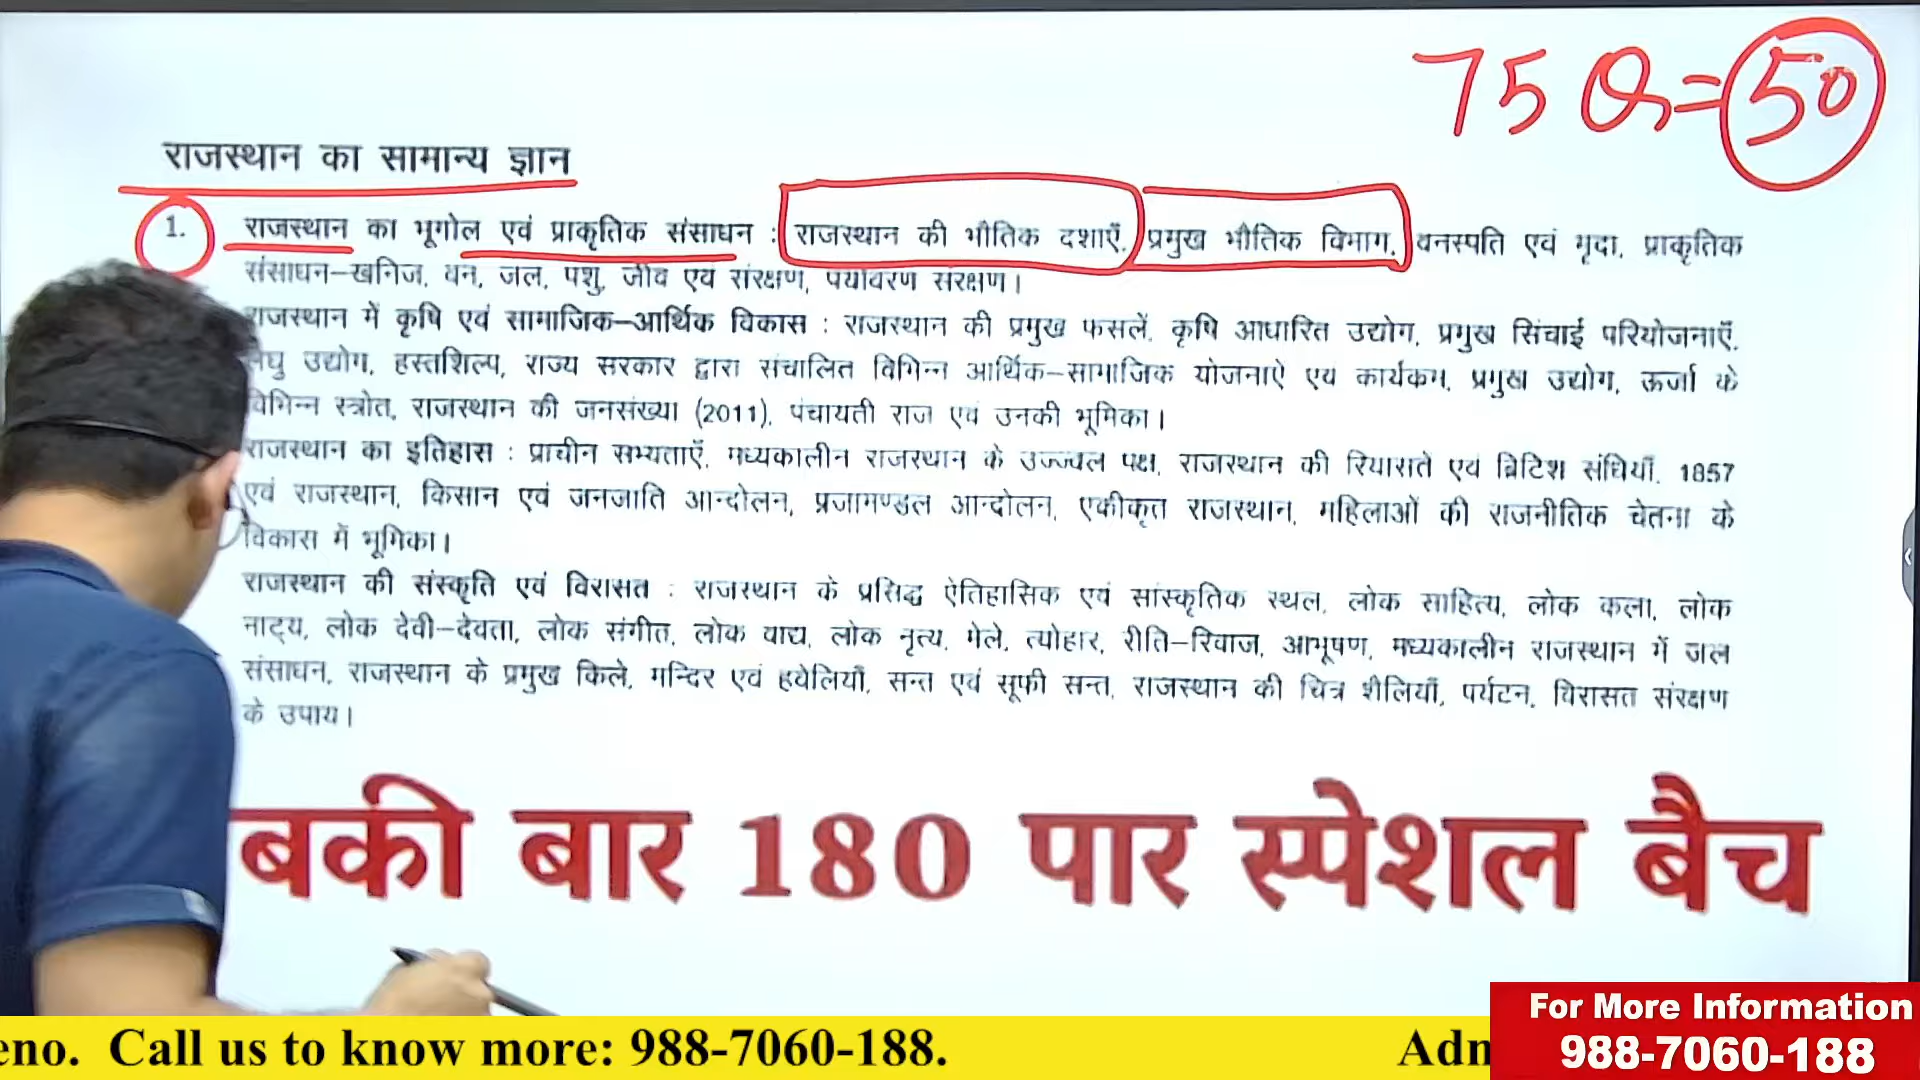 75 Q = 50
राजस्थान का सामान्य ज्ञान
1. राजस्थान का भूगोल एवं प्राकृतिक संसाधन : राजस्थान की भौतिक दशाएँ, प्रमुख भौतिक विभाग, वनस्पति एवं मृदा, प्राकृतिक
संसाधन–खनिज, वन, जल, पशु, जीव एवं संरक्षण, पर्यावरण संरक्षण।
राजस्थान में कृषि एवं सामाजिक–आर्थिक विकास : राजस्थान की प्रमुख फसलें, कृषि आधारित उद्योग, प्रमुख सिंचाई परियोजनाएँ,
लघु उद्योग, हस्तशिल्प, राज्य सरकार द्वारा संचालित विभिन्न आर्थिक–सामाजिक योजनाऐं एवं कार्यक्रम, प्रमुख उद्योग, ऊर्जा के
विभिन्न स्त्रोत, राजस्थान की जनसंख्या (2011), पंचायती राज एवं उनकी भूमिका।
राजस्थान का इतिहास : प्राचीन सभ्यताएँ, मध्यकालीन राजस्थान के उज्ज्वल पक्ष, राजस्थान की रियासतें एवं ब्रिटिश संधियाँ, 1857
एवं राजस्थान, किसान एवं जनजाति आन्दोलन, प्रजामण्डल आन्दोलन, एकीकृत राजस्थान, महिलाओं की राजनीतिक चेतना के
विकास में भूमिका।
राजस्थान की संस्कृति एवं विरासत : राजस्थान के प्रसिद्ध ऐतिहासिक एवं सांस्कृतिक स्थल, लोक साहित्य, लोक कला, लोक
नाट्य, लोक देवी–देवता, लोक संगीत, लोक वाद्य, लोक नृत्य, मेले, त्योहार, रीति–रिवाज, आभूषण, मध्यकालीन राजस्थान में जल
संसाधन, राजस्थान के प्रमुख किले, मन्दिर एवं हवेलियाँ, सन्त एवं सूफी सन्त, राजस्थान की चित्र शैलियाँ, पर्यटन, विरासत संरक्षण
के उपाय।
बकी बार 180 पार स्पेशल बैच
For More Information
988-7060-188
eno. Call us to know more: 988-7060-188. Adn